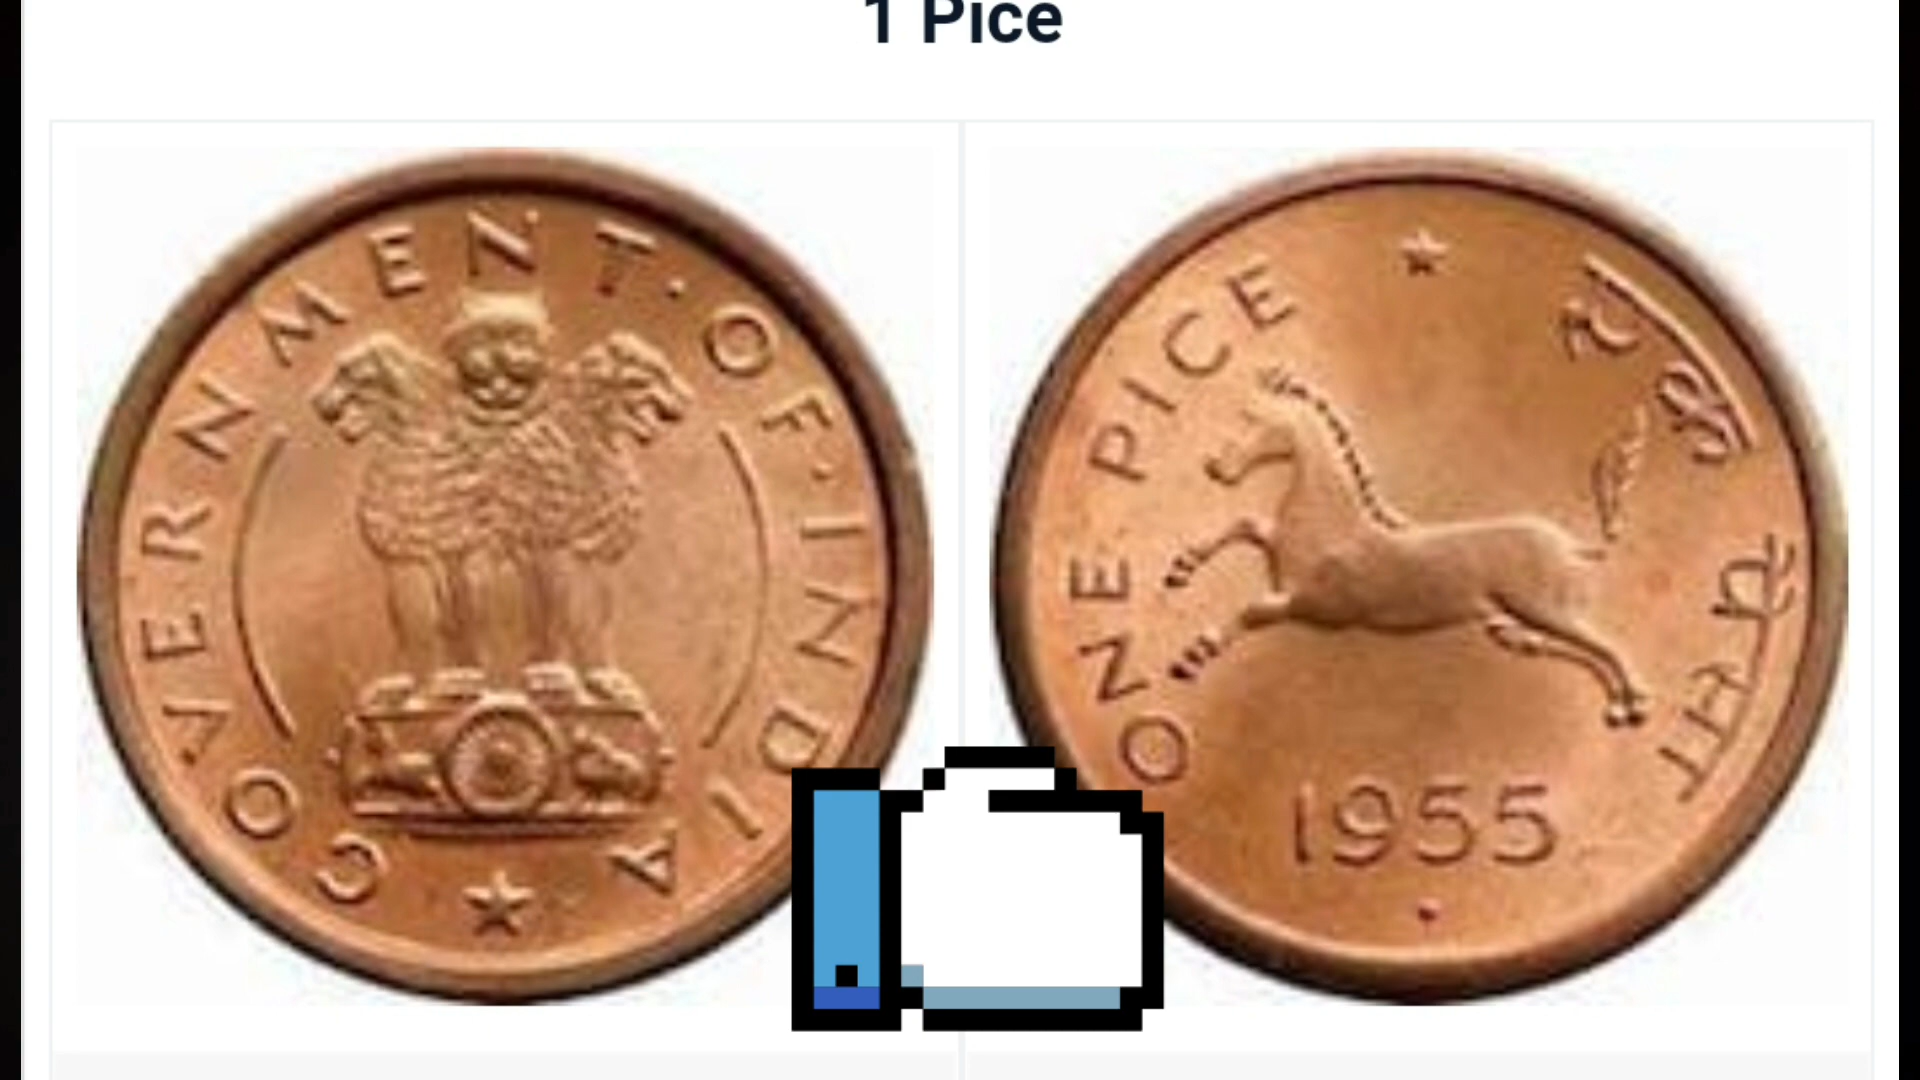 1 Pice
GOVERNMENT · OF · INDIA
ONE PICE
एक पैसा
1955